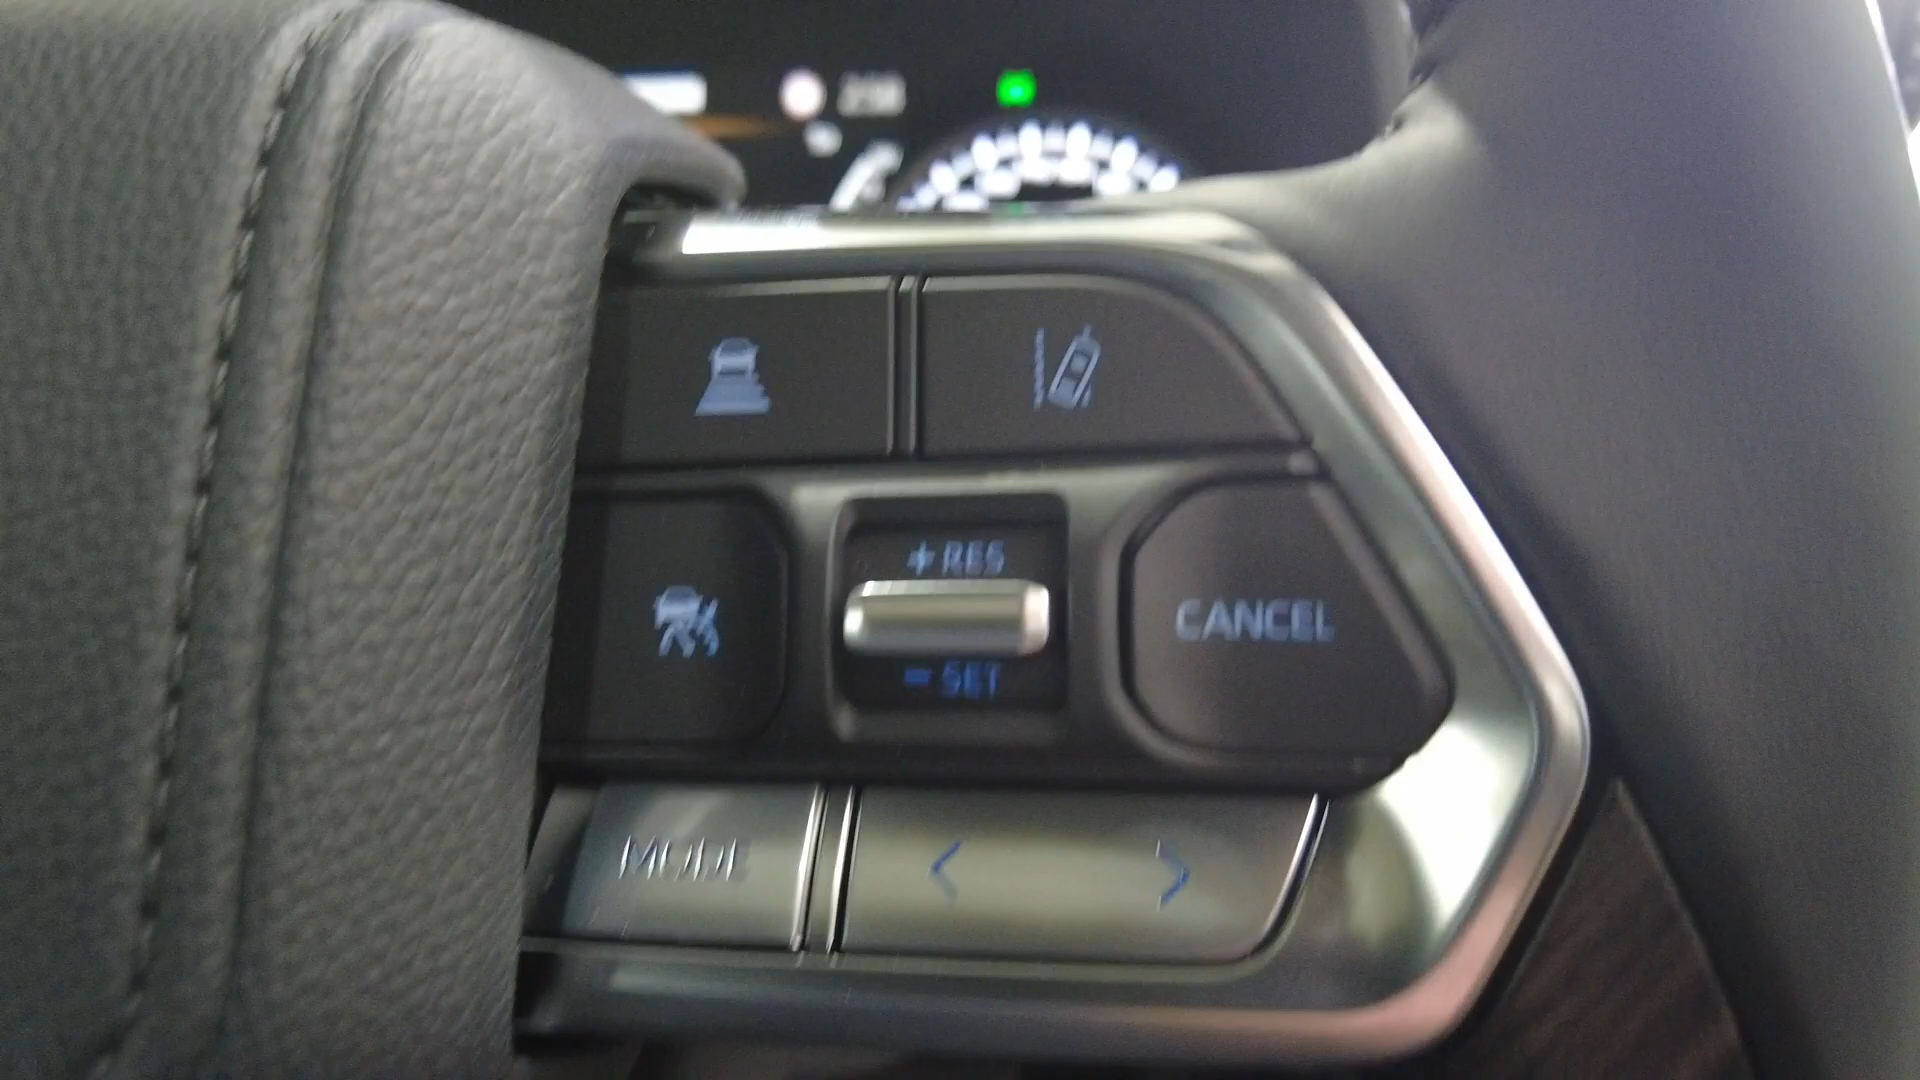 +RES
CANCEL
- SET
MODE
< >